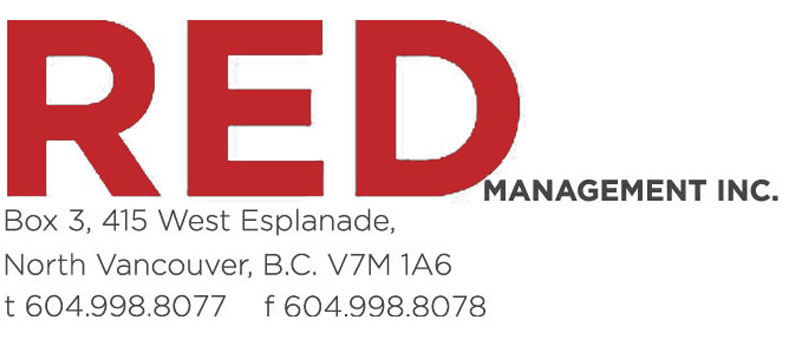 RED
MANAGEMENT INC.
Box 3, 415 West Esplanade,
North Vancouver, B.C. V7M 1A6
t 604.998.8077 f 604.998.8078